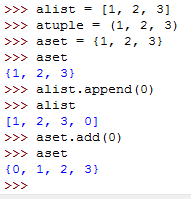 >>> alist = [1, 2, 3]
>>> atuple = (1, 2, 3)
>>> aset = {1, 2, 3}
>>> aset
{1, 2, 3}
>>> alist.append(0)
>>> alist
[1, 2, 3, 0]
>>> aset.add(0)
>>> aset
{0, 1, 2, 3}
>>>